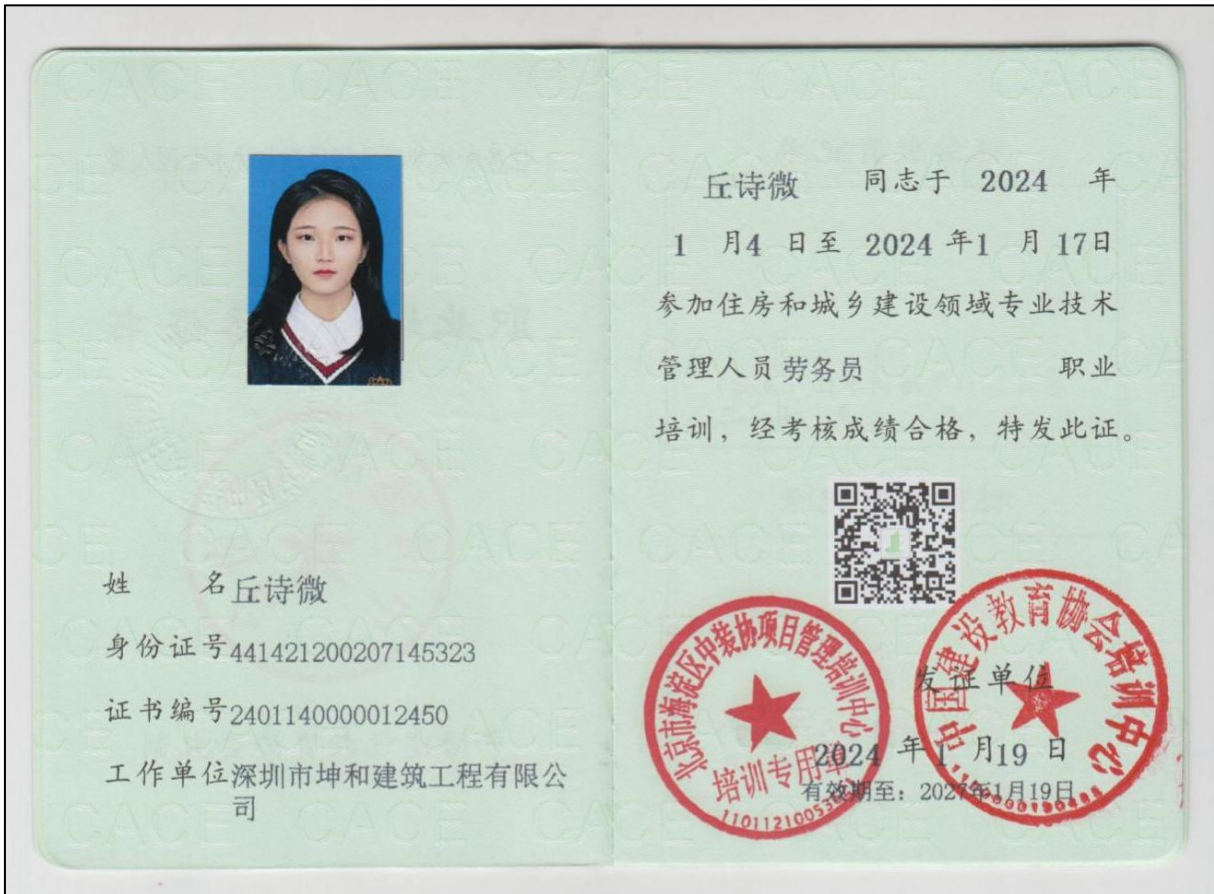 CACE
姓 名 丘诗微
身份证号 441421200207145323
证书编号 2401140000012450
工作单位 深圳市坤和建筑工程有限公
司
丘诗微 同志于 2024 年
1 月 4 日至 2024 年 1 月 17 日
参加住房和城乡建设领域专业技术
管理人员 劳务员 职业
培训，经考核成绩合格，特发此证。
北京市海淀区中装协项目管理培训中心
培训专用章
中国建设教育协会培训中心
发证单位
2024 年 1 月 19 日
有效期至：2027年1月19日